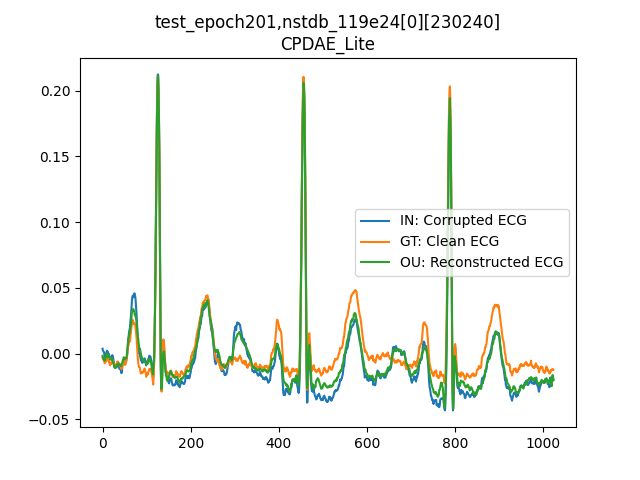 test_epoch201,nstdb_119e24[0][230240]
CPDAE_Lite
0.20
0.15
0.10
0.05
0.00
−0.05
IN: Corrupted ECG
GT: Clean ECG
OU: Reconstructed ECG
0 200 400 600 800 1000